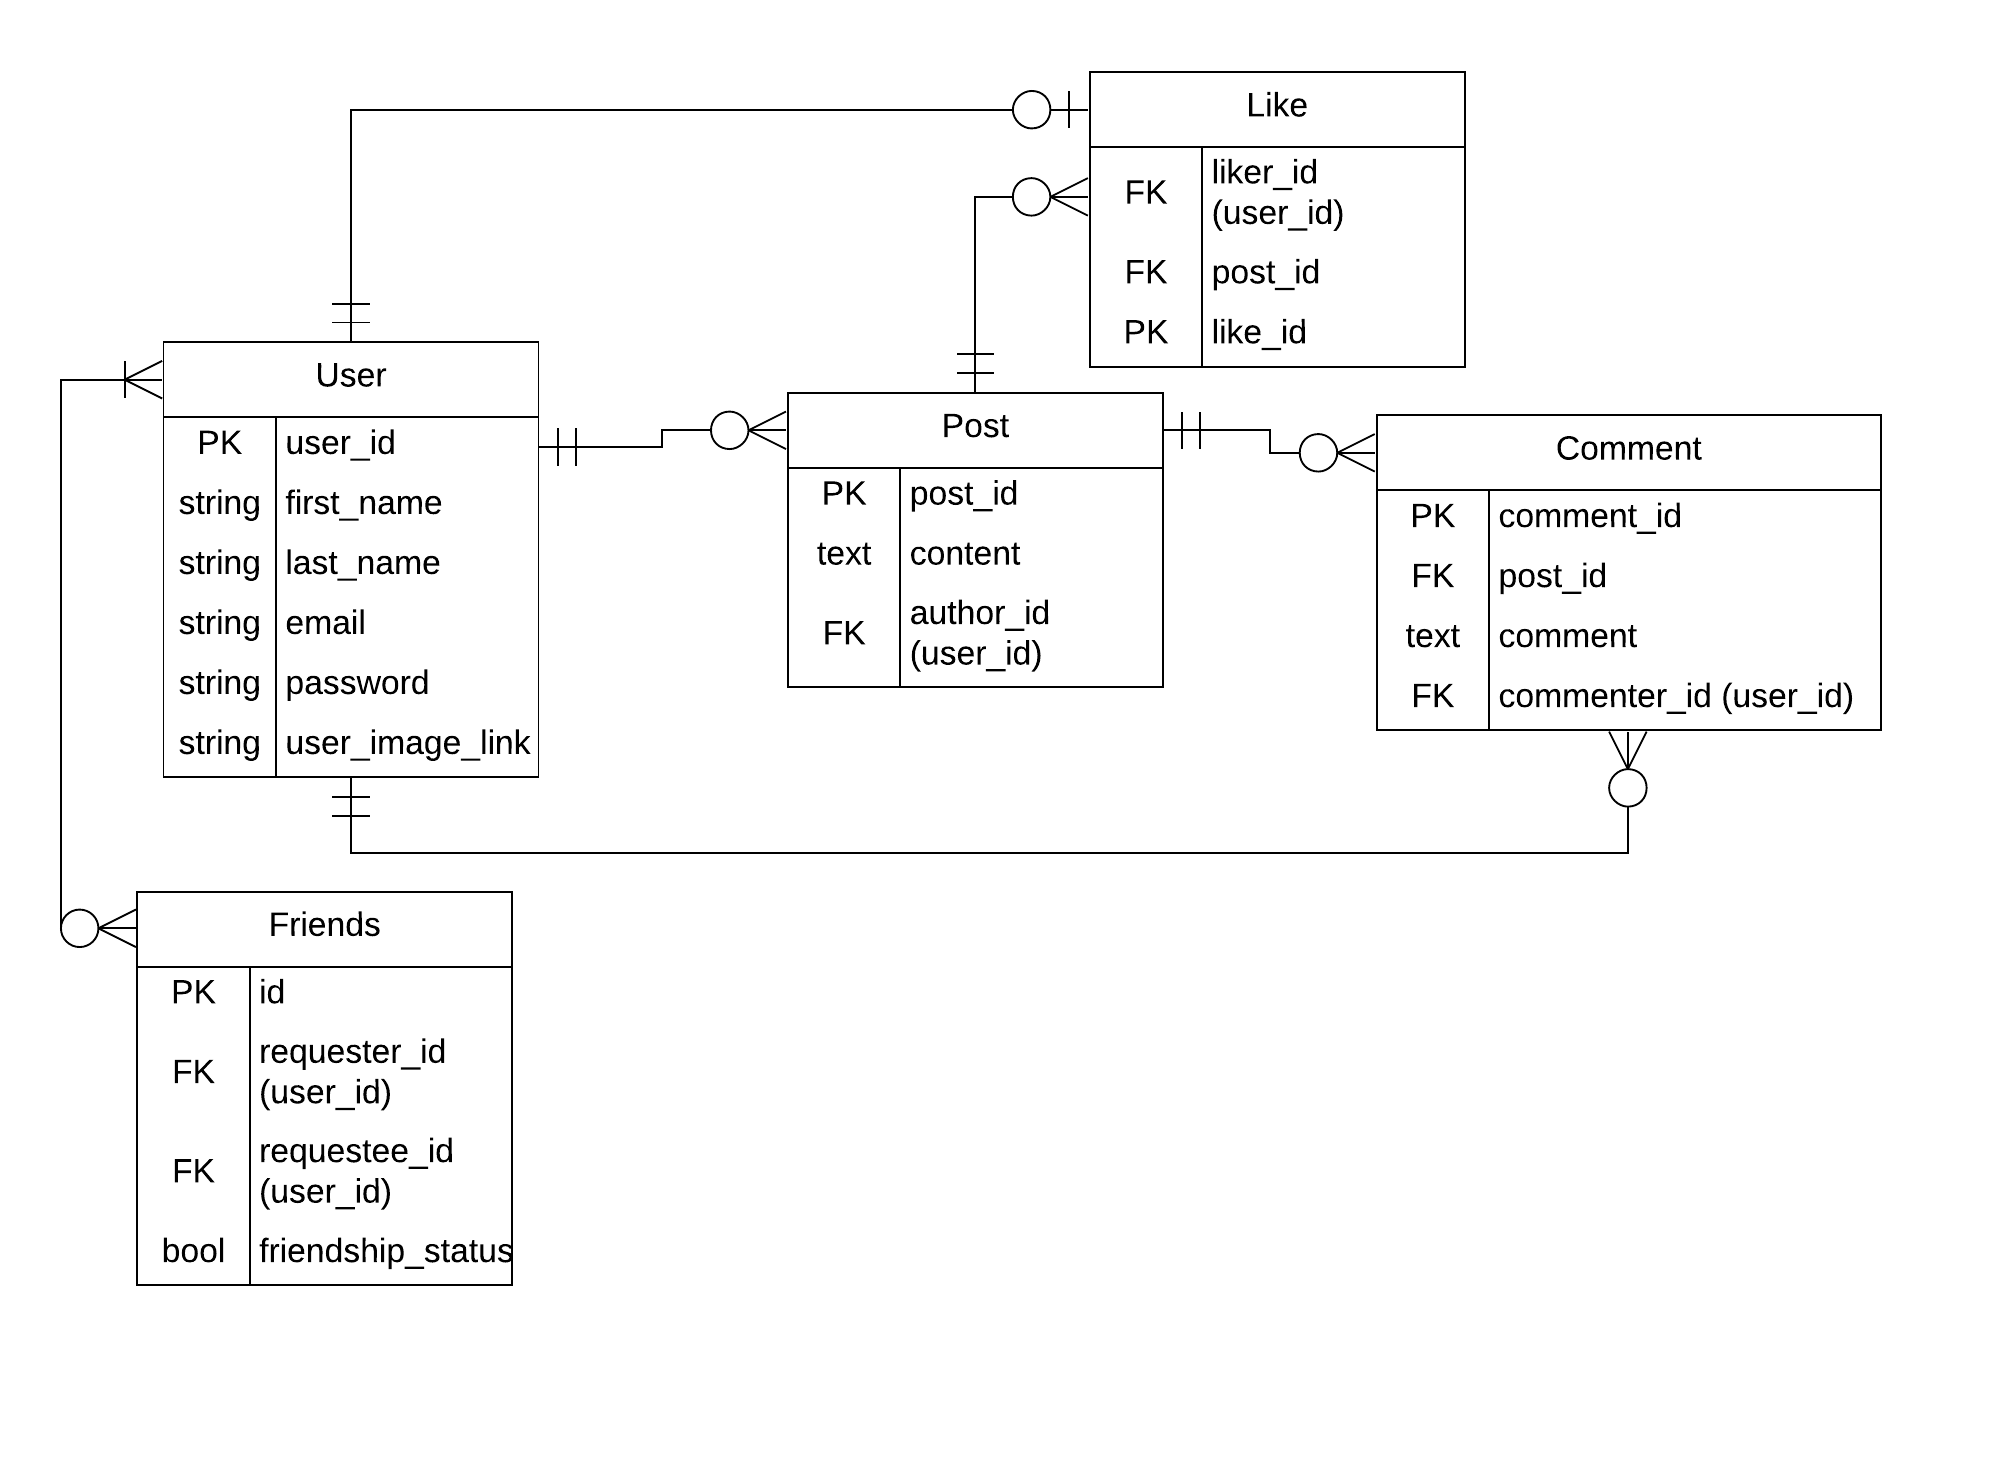 Like
FK liker_id
(user_id)
FK post_id
PK like_id
User
PK user_id
string first_name
string last_name
string email
string password
string user_image_link
Post
PK post_id
text content
FK author_id
(user_id)
Comment
PK comment_id
FK post_id
text comment
FK commenter_id (user_id)
Friends
PK id
FK requester_id
(user_id)
FK requestee_id
(user_id)
bool friendship_status